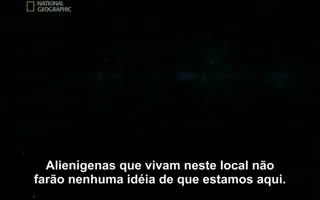 NATIONAL
GEOGRAPHIC
Alienígenas que vivam neste local não
farão nenhuma idéia de que estamos aqui.